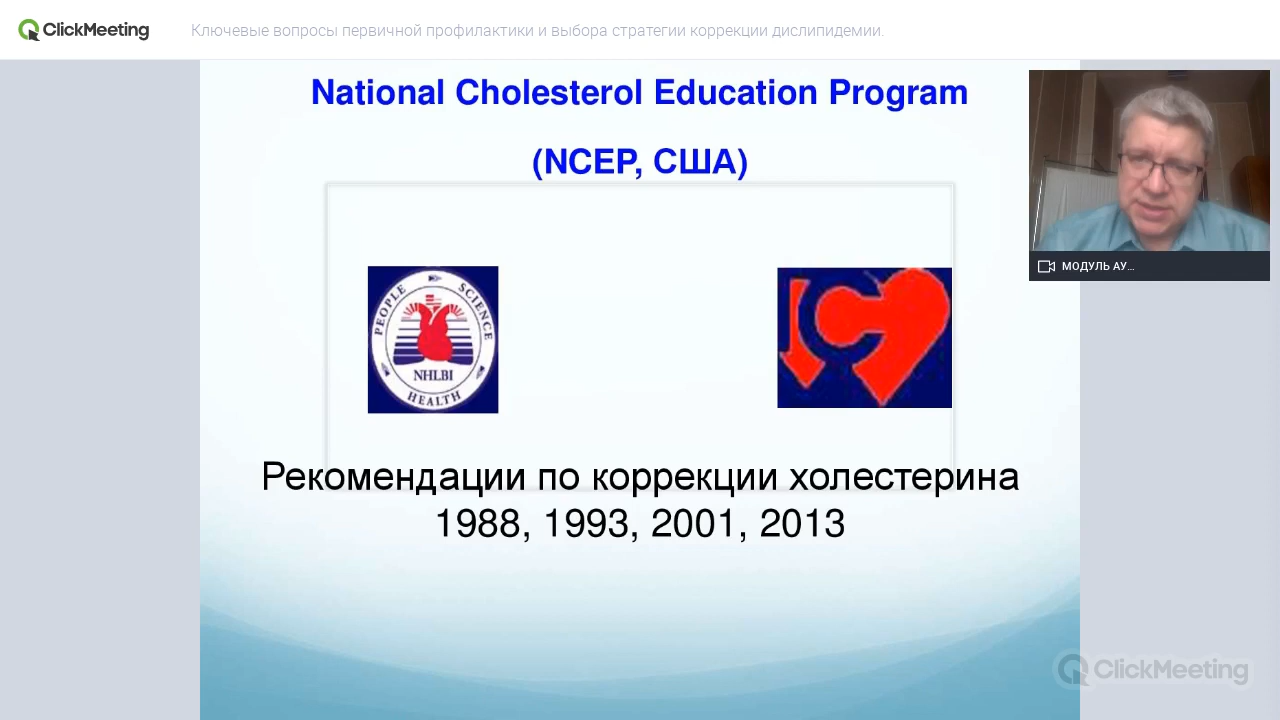 ClickMeeting
Ключевые вопросы первичной профилактики и выбора стратегии коррекции дислипидемии.
National Cholesterol Education Program
(NCEP, США)
PEOPLE SCIENCE
NHLBI
HEALTH
МОДУЛЬ АУ...
Рекомендации по коррекции холестерина
1988, 1993, 2001, 2013
ClickMeeting